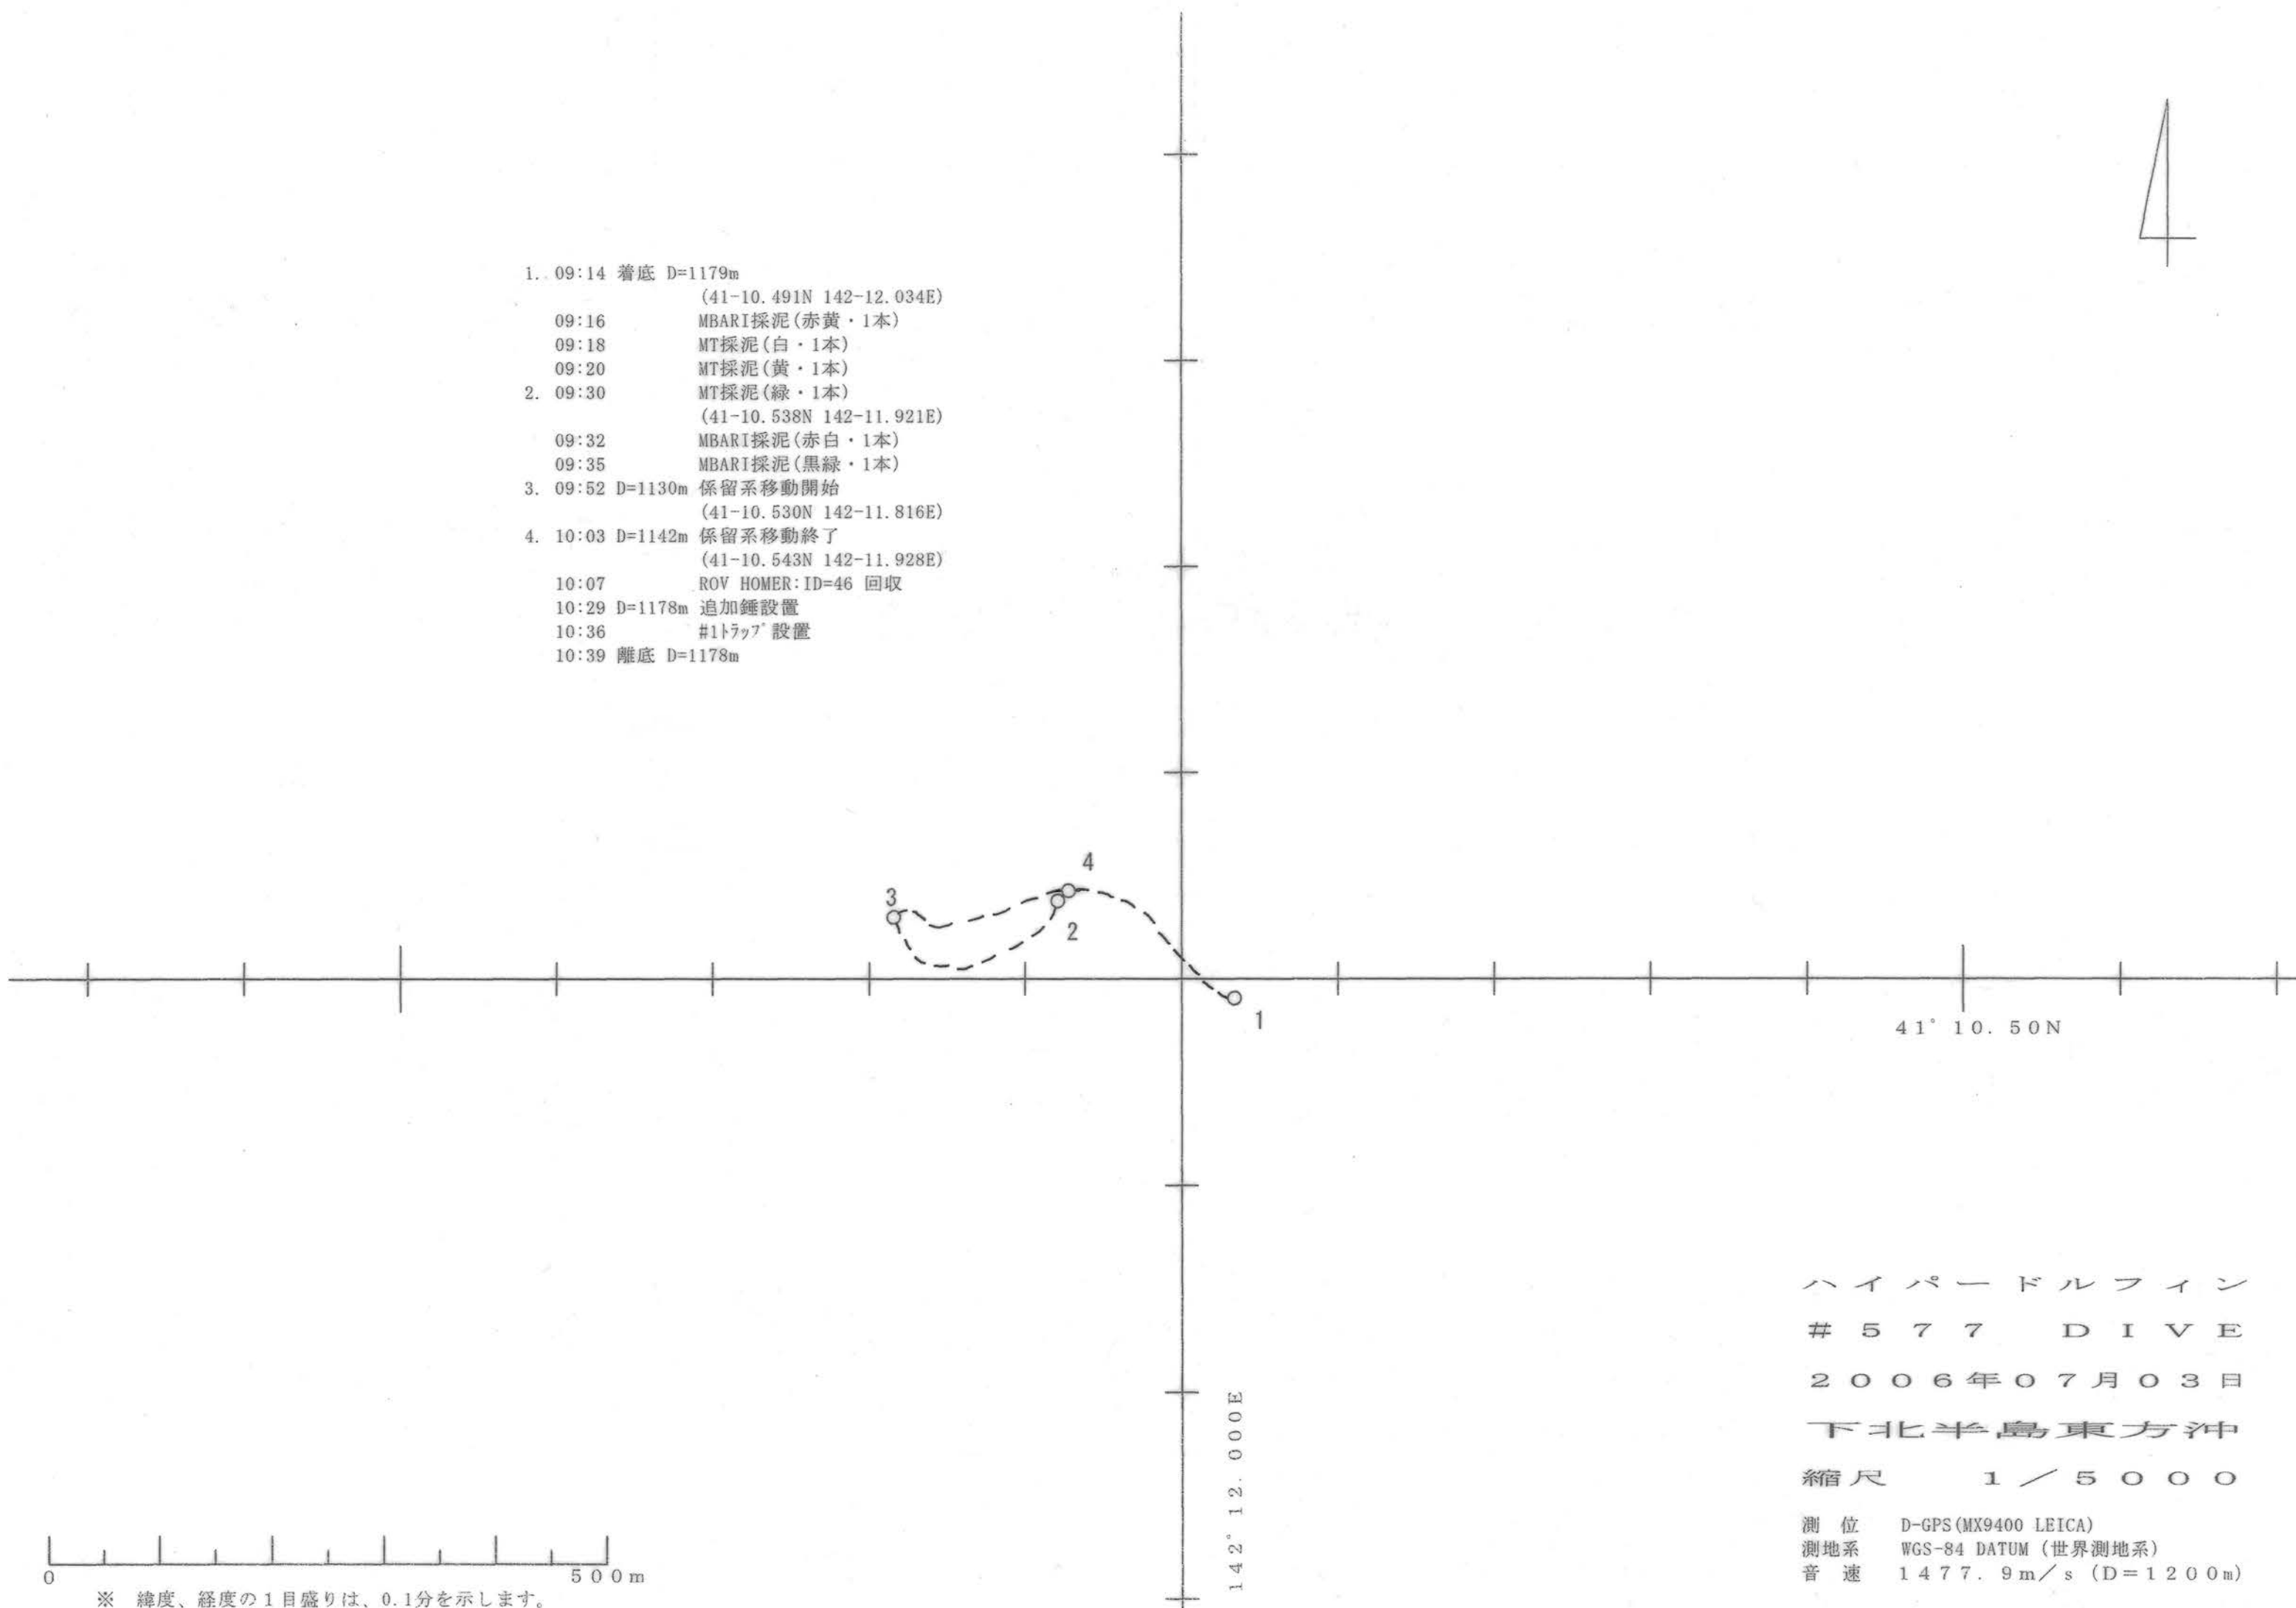 1. 09:14 着底 D=1179m
(41-10.491N 142-12.034E)
09:16 MBARI採泥(赤黄・1本)
09:18 MT採泥(白・1本)
09:20 MT採泥(黄・1本)
2. 09:30 MT採泥(緑・1本)
(41-10.538N 142-11.921E)
09:32 MBARI採泥(赤白・1本)
09:35 MBARI採泥(黒緑・1本)
3. 09:52 D=1130m 係留系移動開始
(41-10.530N 142-11.816E)
4. 10:03 D=1142m 係留系移動終了
(41-10.543N 142-11.928E)
10:07 ROV HOMER:ID=46 回収
10:29 D=1178m 追加錘設置
10:36 #1ﾄﾗｯﾌﾟ設置
10:39 離底 D=1178m
4
3
2
1
41°10.50N
142°12.000E
ハイパードルフィン
#577 DIVE
2006年07月03日
下北半島東方沖
縮尺 1/5000
測位 D-GPS(MX9400 LEICA)
測地系 WGS-84 DATUM (世界測地系)
音速 1477.9m/s (D=1200m)
0 500m
※ 緯度、経度の1目盛りは、0.1分を示します。